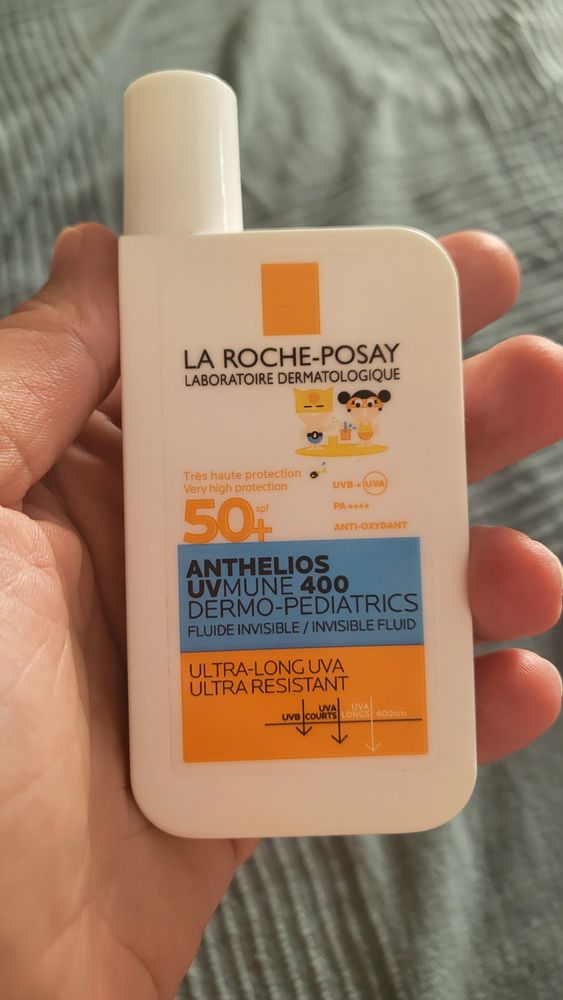 LA ROCHE-POSAY
LABORATOIRE DERMATOLOGIQUE
Très haute protection
Very high protection
50+
spf
UVB + UVA
PA ++++
ANTI-OXYDANT
ANTHELIOS
UVMUNE 400
DERMO-PEDIATRICS
FLUIDE INVISIBLE / INVISIBLE FLUID
ULTRA-LONG UVA
ULTRA RESISTANT
UVB
UVA COURTS
UVA LONGS
400nm